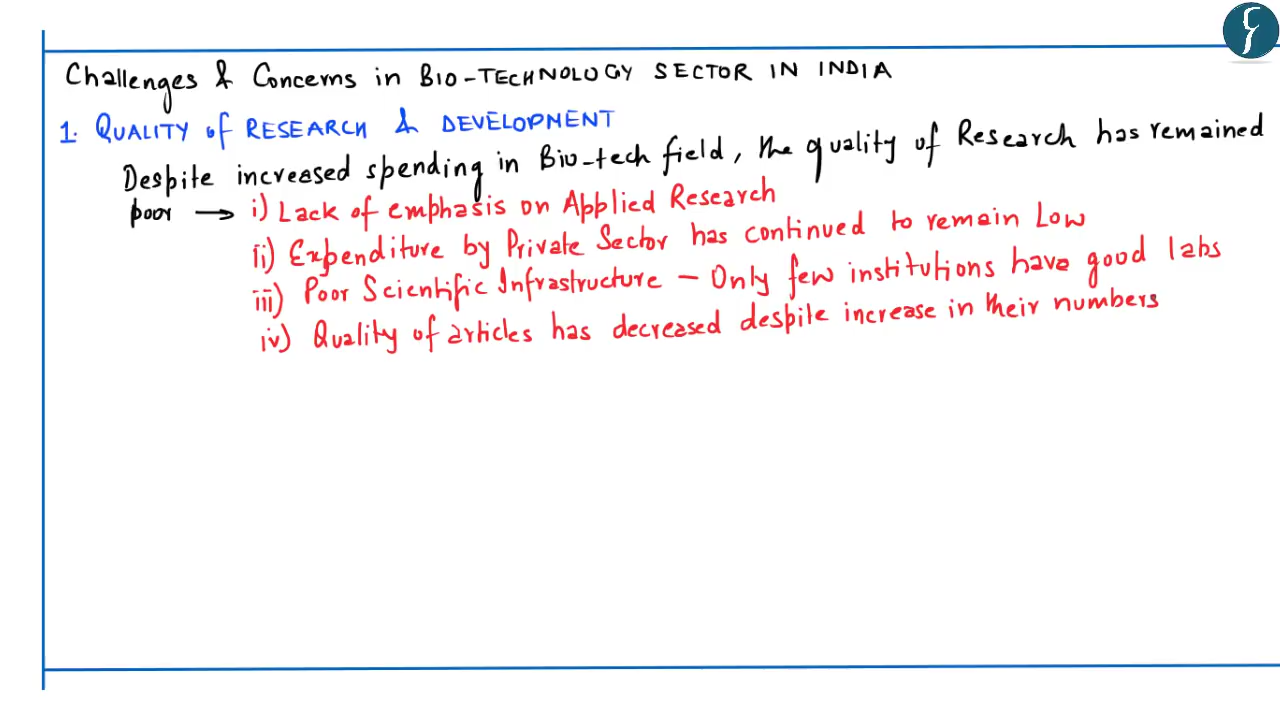 Challenges & Concerns in BIO-TECHNOLOGY SECTOR IN INDIA
1. QUALITY of RESEARCH & DEVELOPMENT
Despite increased spending in Bio-tech field, the quality of Research has remained
poor → i) Lack of emphasis on Applied Research
ii) Expenditure by Private Sector has continued to remain Low
iii) Poor Scientific Infrastructure – Only few institutions have good labs
iv) Quality of articles has decreased despite increase in their numbers